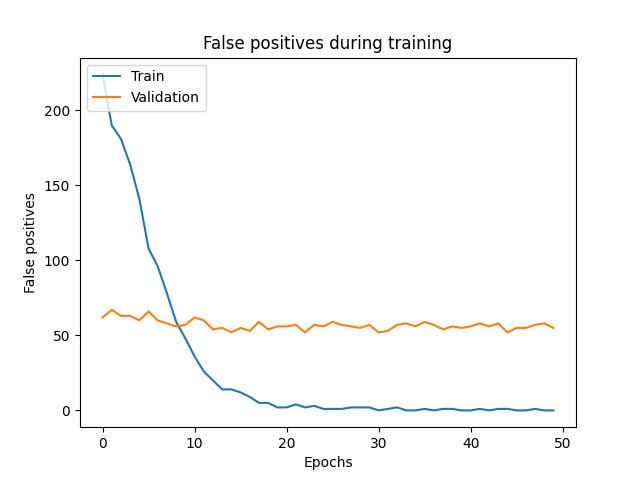 False positives during training
Train
Validation
False positives
200
150
100
50
0
0 10 20 30 40 50
Epochs